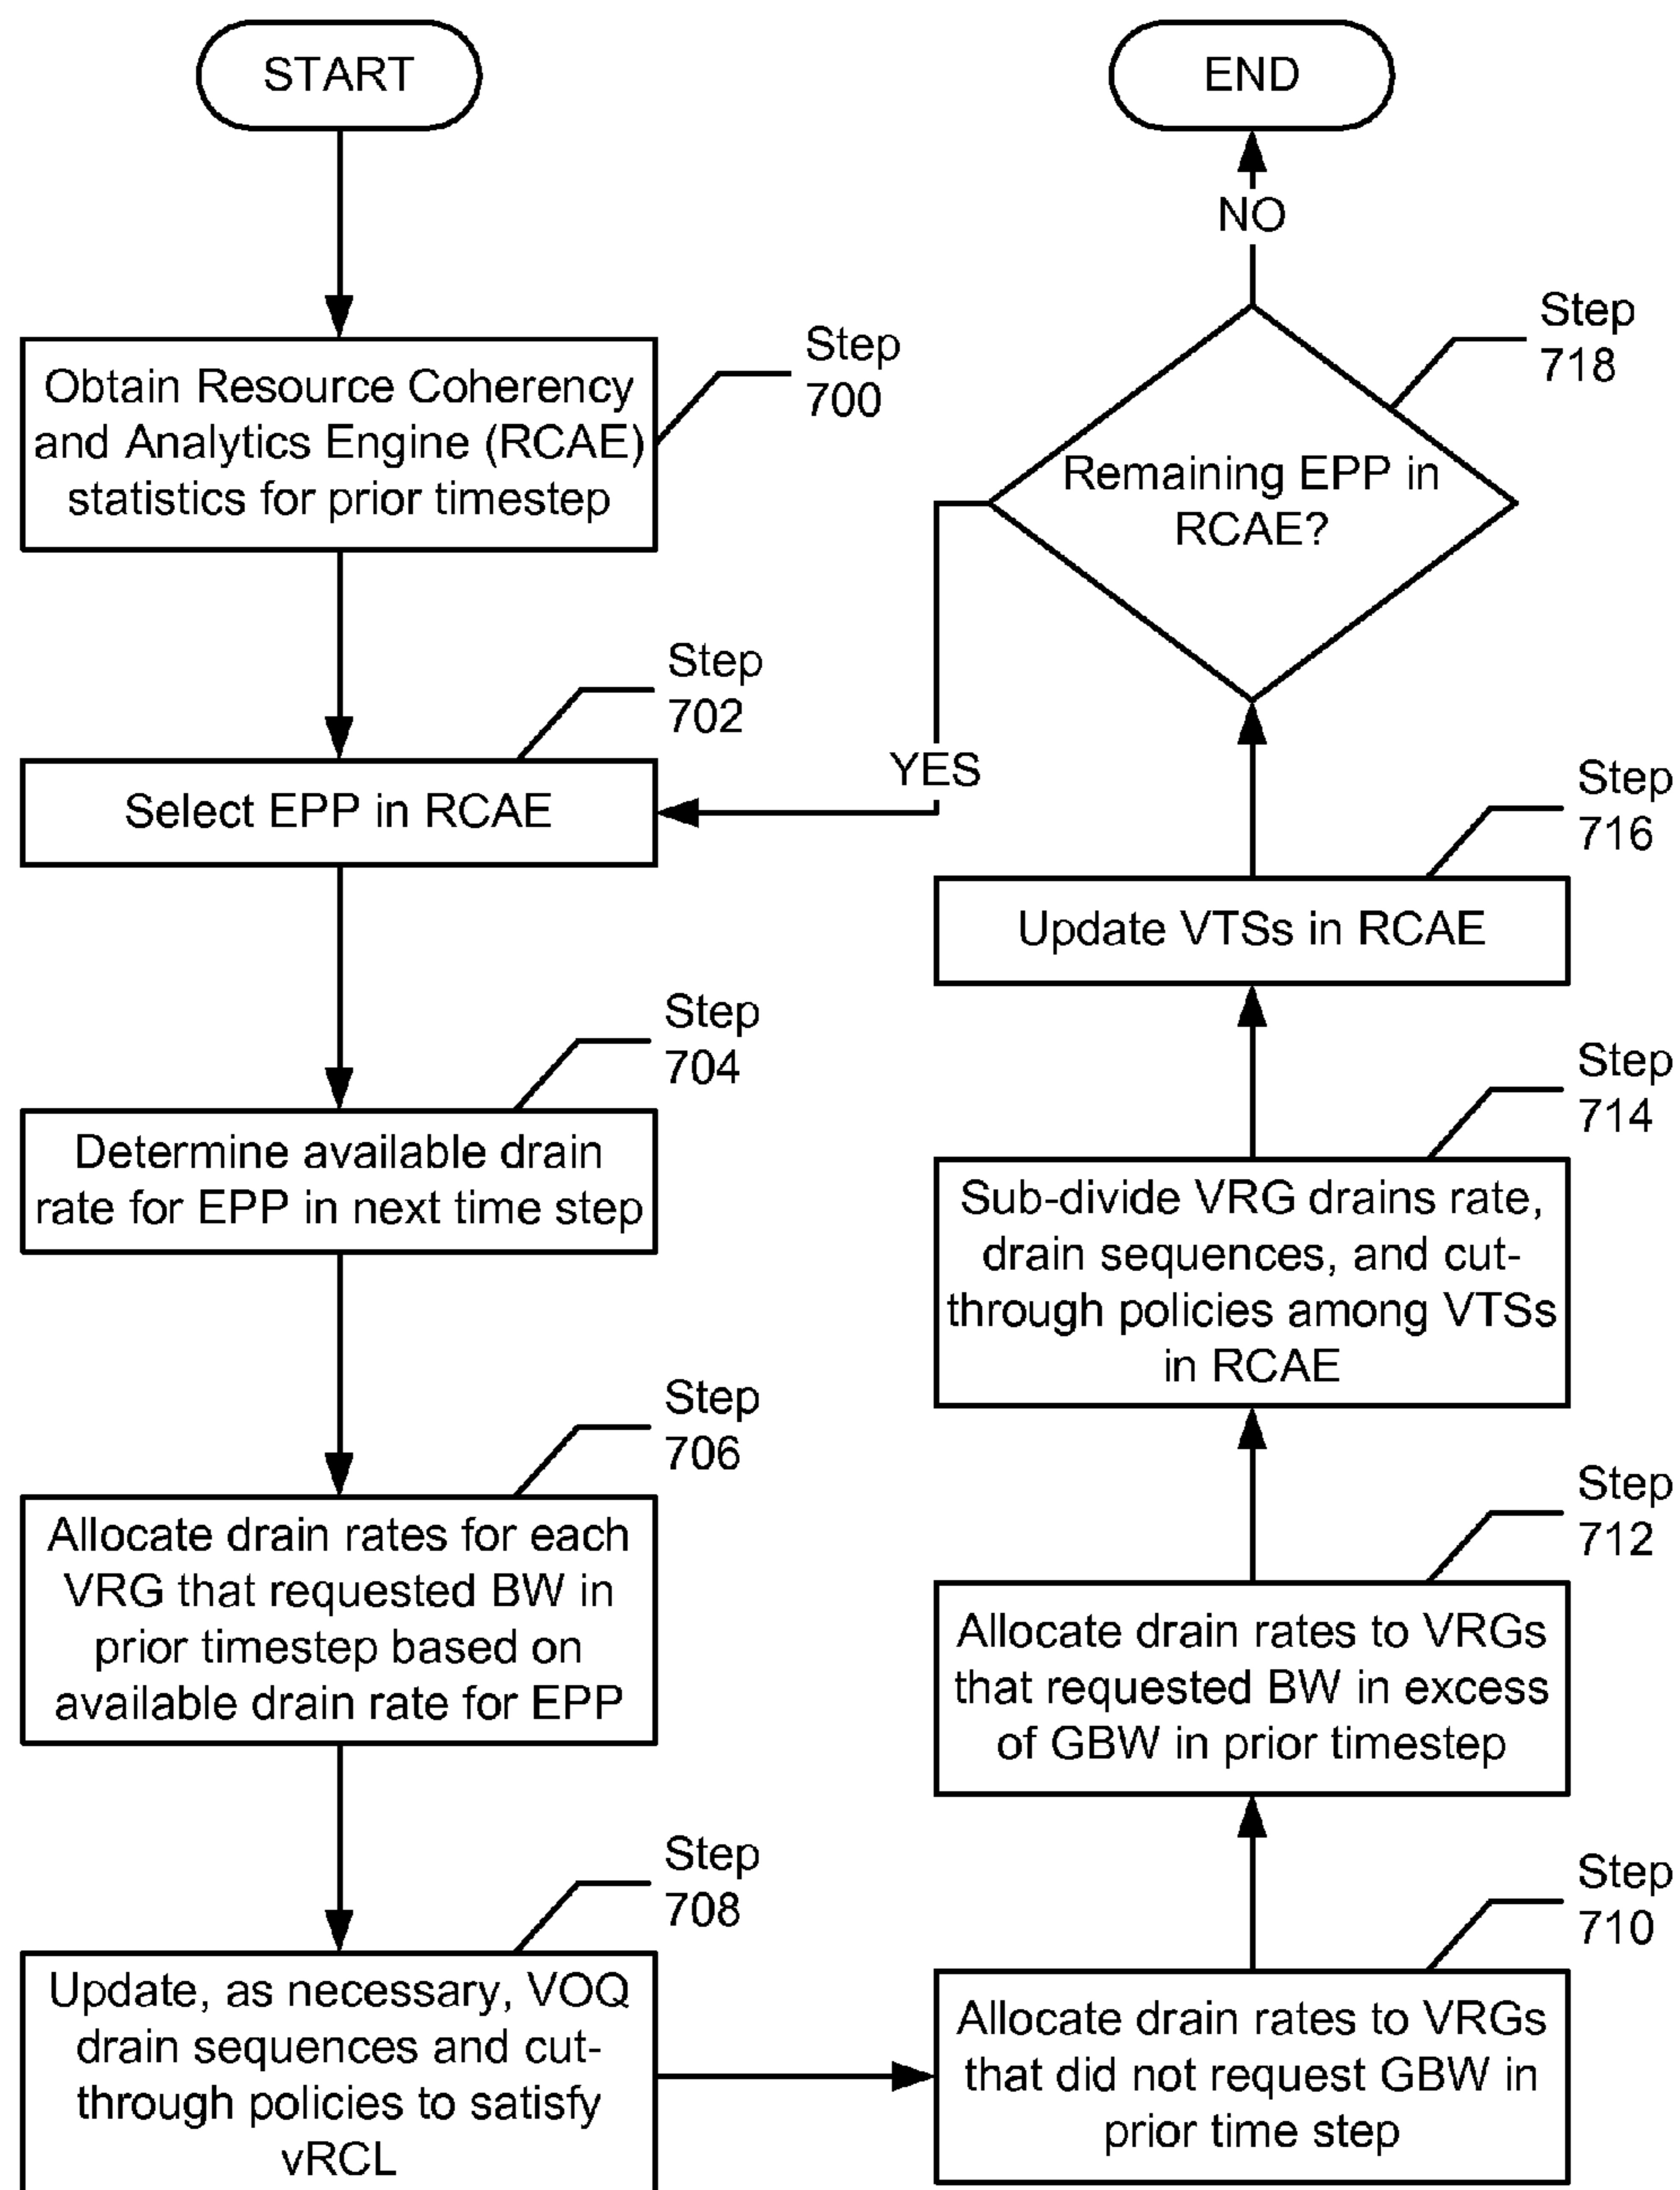 START
Obtain Resource Coherency
and Analytics Engine (RCAE)
statistics for prior timestep
Step
700
Select EPP in RCAE
Step
702
Determine available drain
rate for EPP in next time step
Step
704
Allocate drain rates for each
VRG that requested BW in
prior timestep based on
available drain rate for EPP
Step
706
Update, as necessary, VOQ
drain sequences and cut-
through policies to satisfy
vRCL
Step
708
Allocate drain rates to VRGs
that did not request GBW in
prior time step
Step
710
Allocate drain rates to VRGs
that requested BW in excess
of GBW in prior timestep
Step
712
Sub-divide VRG drains rate,
drain sequences, and cut-
through policies among VTSs
in RCAE
Step
714
Update VTSs in RCAE
Step
716
Remaining EPP in
RCAE?
Step
718
YES
NO
END